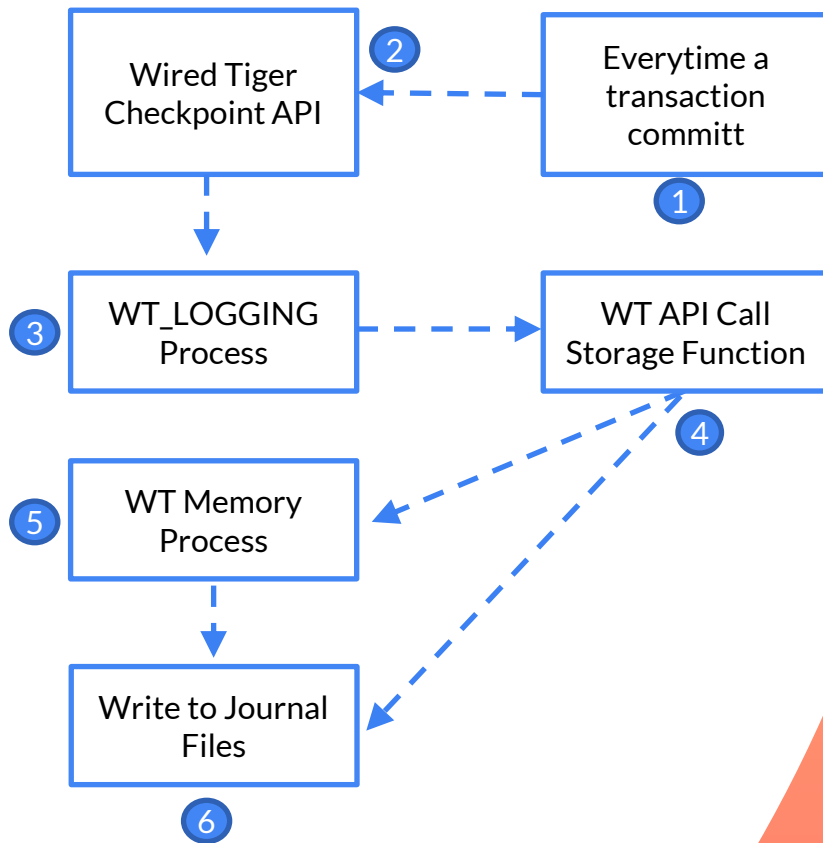 Wired Tiger
Checkpoint API
2
Everytime a
transaction
committ
1
3
WT_LOGGING
Process
WT API Call
Storage Function
4
5
WT Memory
Process
Write to Journal
Files
6